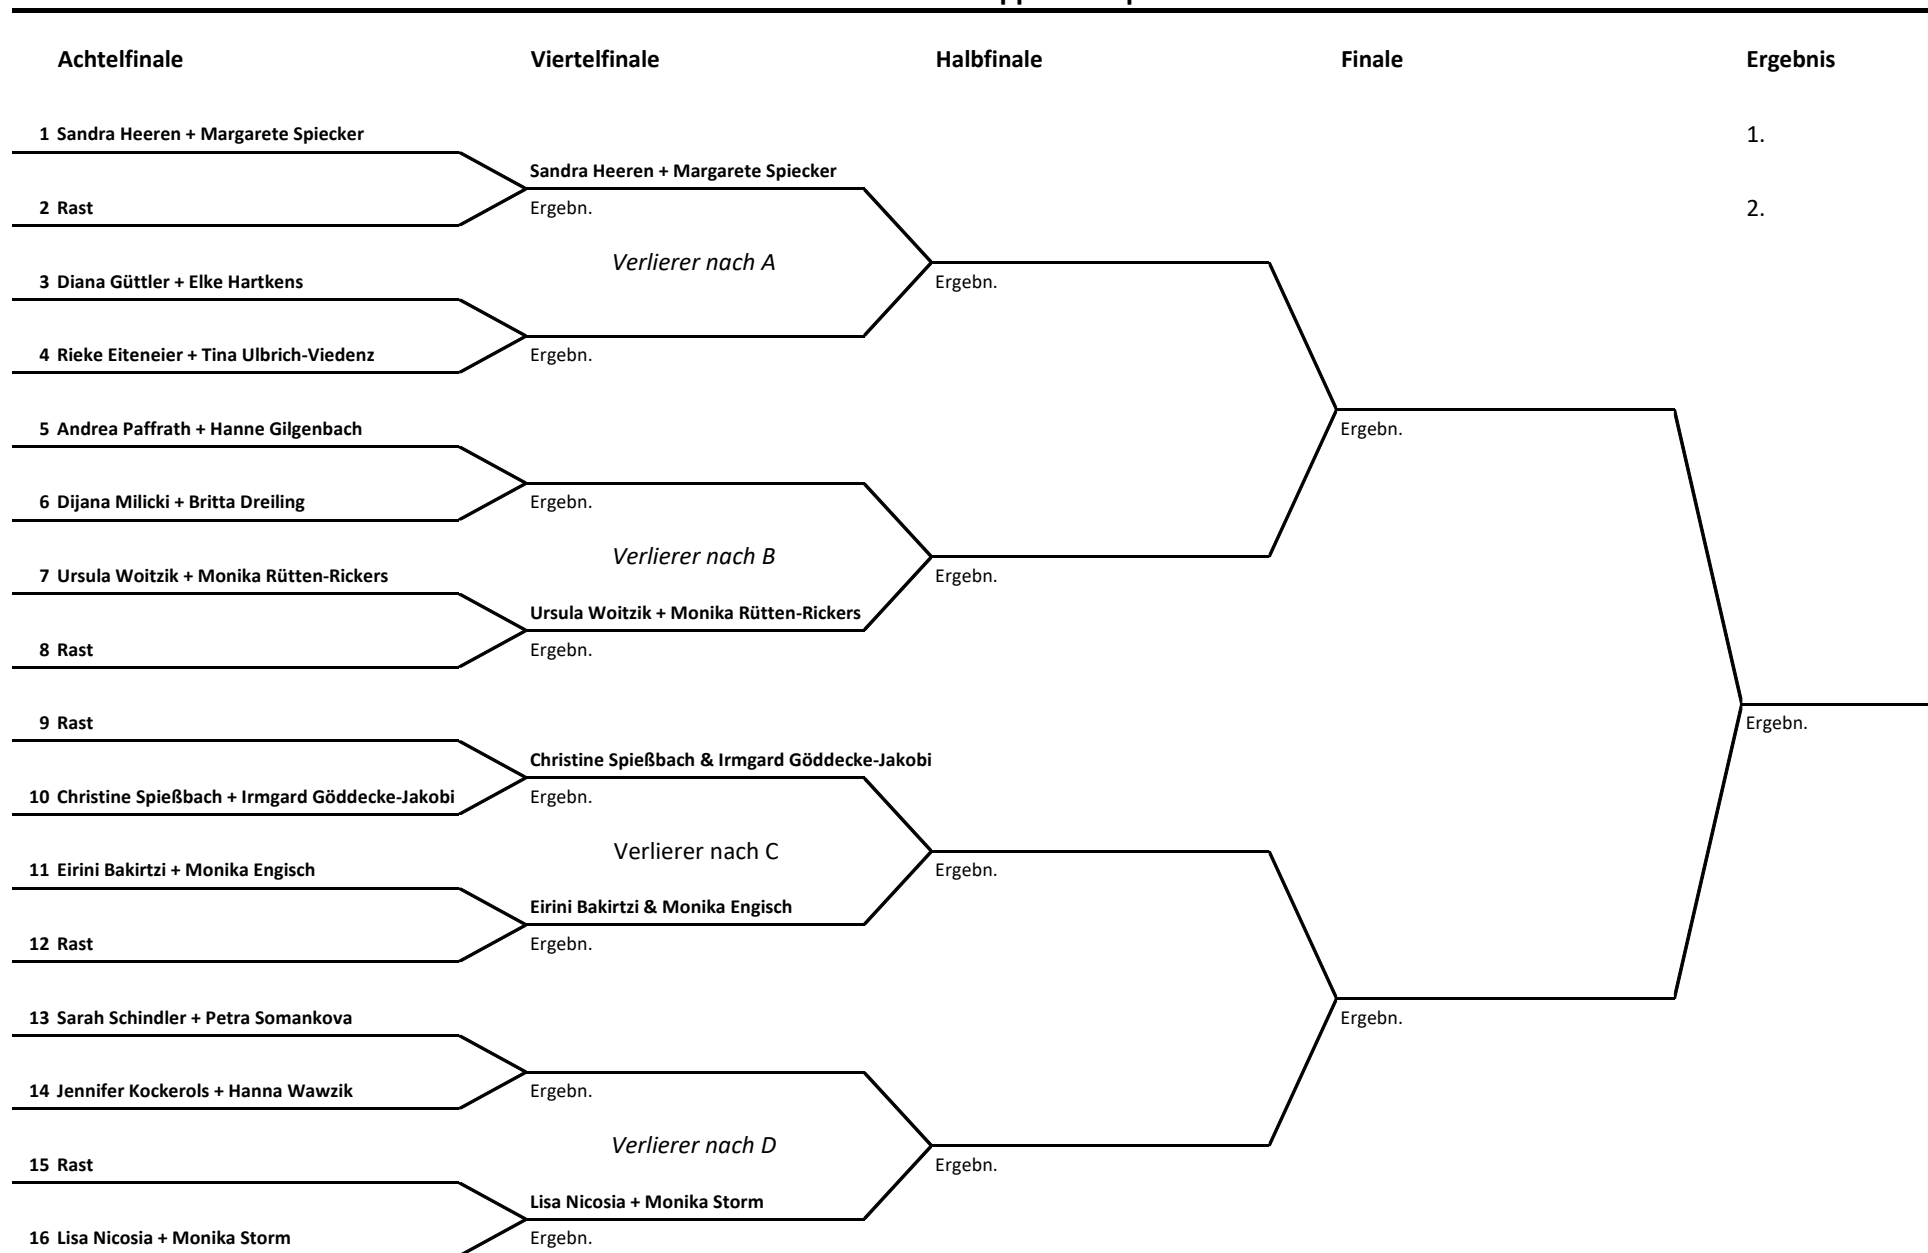 Achtelfinale Viertelfinale Halbfinale Finale Ergebnis
1 Sandra Heeren + Margarete Spiecker 1.
Sandra Heeren + Margarete Spiecker
2 Rast Ergebn. 2.
Verlierer nach A
3 Diana Güttler + Elke Hartkens Ergebn.
4 Rieke Eiteneier + Tina Ulbrich-Viedenz Ergebn.
5 Andrea Paffrath + Hanne Gilgenbach Ergebn.
6 Dijana Milicki + Britta Dreiling Ergebn.
Verlierer nach B
7 Ursula Woitzik + Monika Rütten-Rickers Ergebn.
Ursula Woitzik + Monika Rütten-Rickers
8 Rast Ergebn.
9 Rast Ergebn.
Christine Spießbach & Irmgard Göddecke-Jakobi
10 Christine Spießbach + Irmgard Göddecke-Jakobi Ergebn.
Verlierer nach C
11 Eirini Bakirtzi + Monika Engisch Ergebn.
Eirini Bakirtzi & Monika Engisch
12 Rast Ergebn.
13 Sarah Schindler + Petra Somankova Ergebn.
14 Jennifer Kockerols + Hanna Wawzik Ergebn.
Verlierer nach D
15 Rast Ergebn.
Lisa Nicosia + Monika Storm
16 Lisa Nicosia + Monika Storm Ergebn.